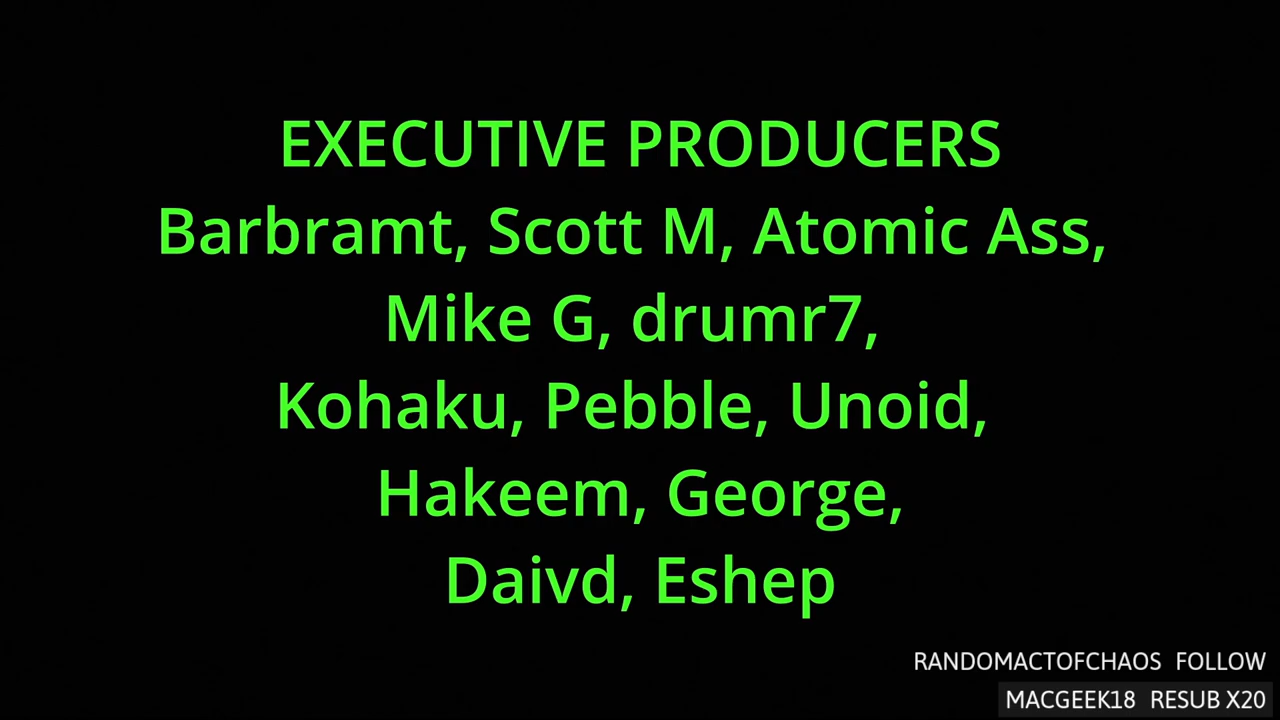 EXECUTIVE PRODUCERS
Barbramt, Scott M, Atomic Ass,
Mike G, drumr7,
Kohaku, Pebble, Unoid,
Hakeem, George,
Daivd, Eshep
RANDOMACTOFCHAOS FOLLOW
MACGEEK18 RESUB X20